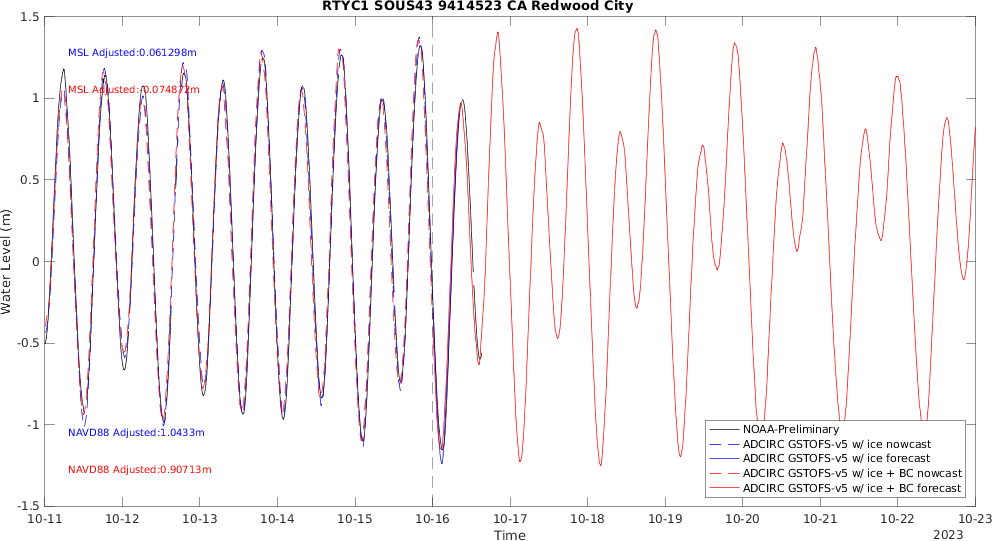 RTYC1 SOUS43 9414523 CA Redwood City
1.5
1
0.5
0
-0.5
-1
-1.5
Water Level (m)
MSL Adjusted:0.061298m
MSL Adjusted:-0.074872m
NAVD88 Adjusted:1.0433m
NAVD88 Adjusted:0.90713m
NOAA-Preliminary
ADCIRC GSTOFS-v5 w/ ice nowcast
ADCIRC GSTOFS-v5 w/ ice forecast
ADCIRC GSTOFS-v5 w/ ice + BC nowcast
ADCIRC GSTOFS-v5 w/ ice + BC forecast
10-11 10-12 10-13 10-14 10-15 10-16 10-17 10-18 10-19 10-20 10-21 10-22 10-23
Time
2023